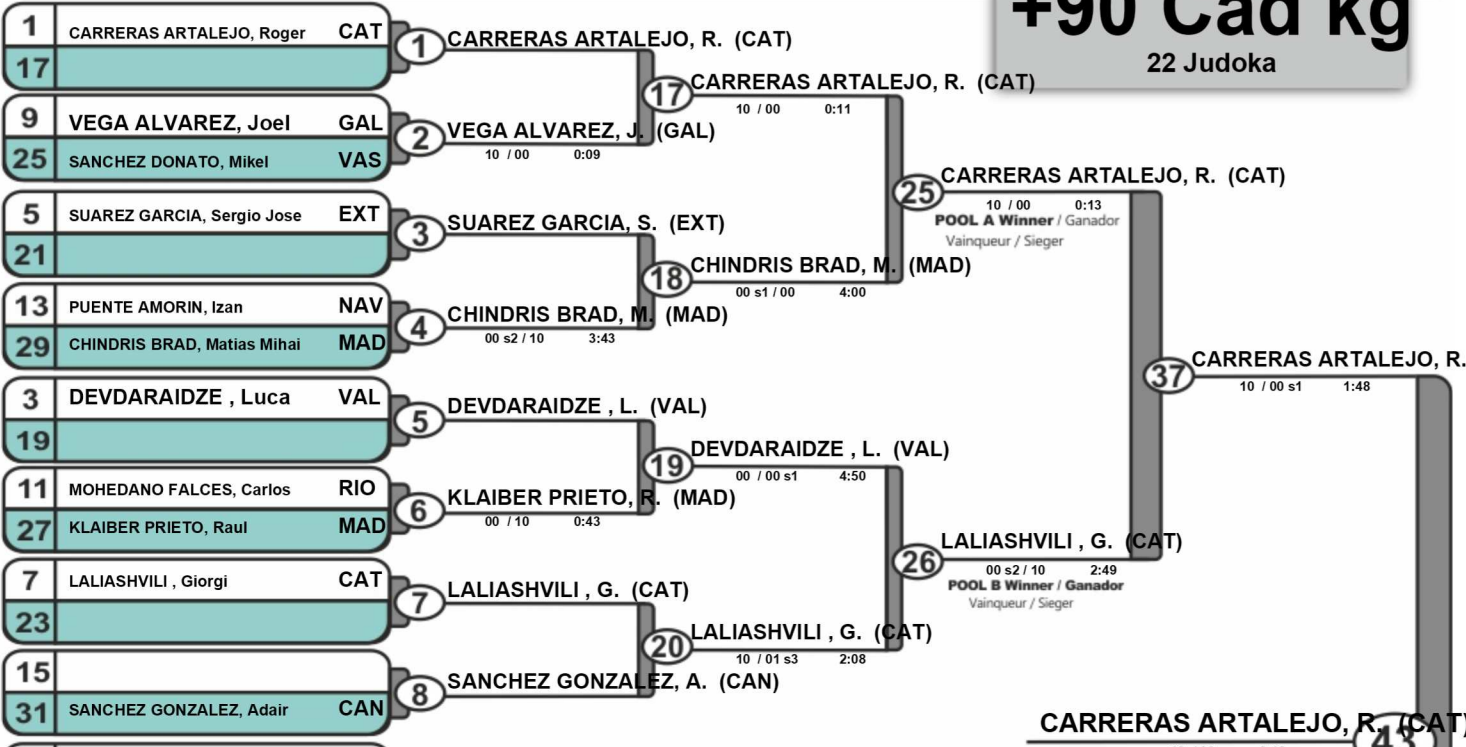 +90 Cad kg
22 Judoka
1 CARRERAS ARTALEJO, Roger CAT
17
9 VEGA ALVAREZ, Joel GAL
25 SANCHEZ DONATO, Mikel VAS
5 SUAREZ GARCIA, Sergio Jose EXT
21
13 PUENTE AMORIN, Izan NAV
29 CHINDRIS BRAD, Matias Mihai MAD
3 DEVDARAIDZE , Luca VAL
19
11 MOHEDANO FALCES, Carlos RIO
27 KLAIBER PRIETO, Raul MAD
7 LALIASHVILI , Giorgi CAT
23
15
31 SANCHEZ GONZALEZ, Adair CAN
1 CARRERAS ARTALEJO, R. (CAT)
2 VEGA ALVAREZ, J. (GAL)
10 / 00 0:09
3 SUAREZ GARCIA, S. (EXT)
4 CHINDRIS BRAD, M. (MAD)
00 s2 / 10 3:43
5 DEVDARAIDZE , L. (VAL)
6 KLAIBER PRIETO, R. (MAD)
00 / 10 0:43
7 LALIASHVILI , G. (CAT)
8 SANCHEZ GONZALEZ, A. (CAN)
17 CARRERAS ARTALEJO, R. (CAT)
10 / 00 0:11
18 CHINDRIS BRAD, M. (MAD)
00 s1 / 00 4:00
19 DEVDARAIDZE , L. (VAL)
00 / 00 s1 4:50
20 LALIASHVILI , G. (CAT)
10 / 01 s3 2:08
25 CARRERAS ARTALEJO, R. (CAT)
10 / 00 0:13
POOL A Winner / Ganador
Vainqueur / Sieger
26 LALIASHVILI , G. (CAT)
00 s2 / 10 2:49
POOL B Winner / Ganador
Vainqueur / Sieger
37 CARRERAS ARTALEJO, R.
10 / 00 s1 1:48
CARRERAS ARTALEJO, R. (CAT)
43